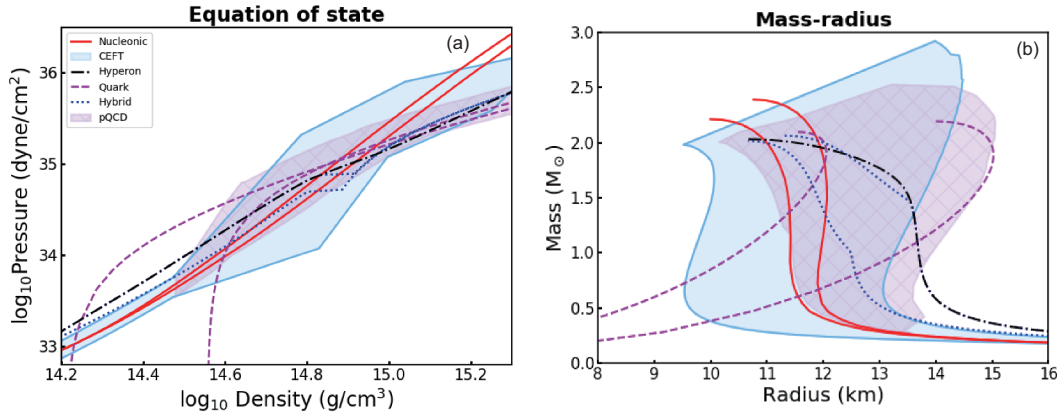 Equation of state
(a)
Nucleonic
CEFT
Hyperon
Quark
Hybrid
pQCD
log₁₀Pressure (dyne/cm²)
36
35
34
33
14.2 14.4 14.6 14.8 15.0 15.2
log₁₀ Density (g/cm³)
Mass-radius
(b)
Mass (M⊙)
3.0
2.5
2.0
1.5
1.0
0.5
0.0
8 9 10 11 12 13 14 15 16
Radius (km)